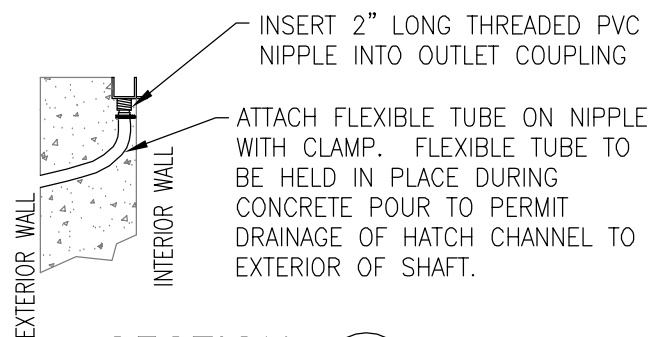 INSERT 2" LONG THREADED PVC
NIPPLE INTO OUTLET COUPLING
ATTACH FLEXIBLE TUBE ON NIPPLE
WITH CLAMP. FLEXIBLE TUBE TO
BE HELD IN PLACE DURING
CONCRETE POUR TO PERMIT
DRAINAGE OF HATCH CHANNEL TO
EXTERIOR OF SHAFT.
EXTERIOR WALL
INTERIOR WALL